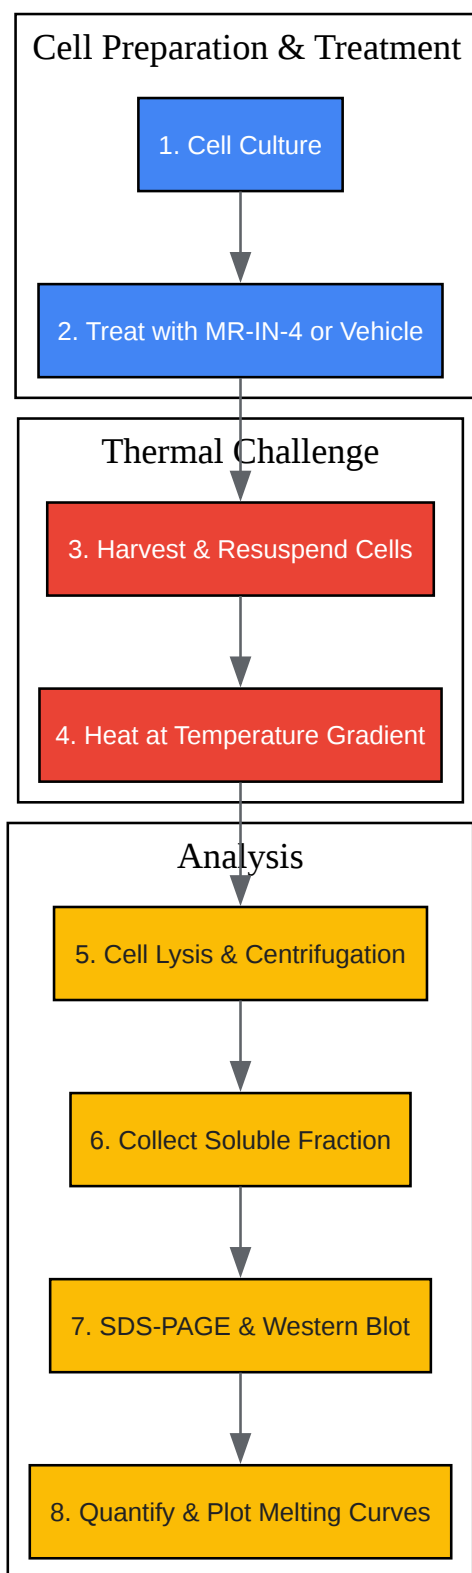 Cell Preparation & Treatment
1. Cell Culture
2. Treat with MR-IN-4 or Vehicle
Thermal Challenge
3. Harvest & Resuspend Cells
4. Heat at Temperature Gradient
Analysis
5. Cell Lysis & Centrifugation
6. Collect Soluble Fraction
7. SDS-PAGE & Western Blot
8. Quantify & Plot Melting Curves